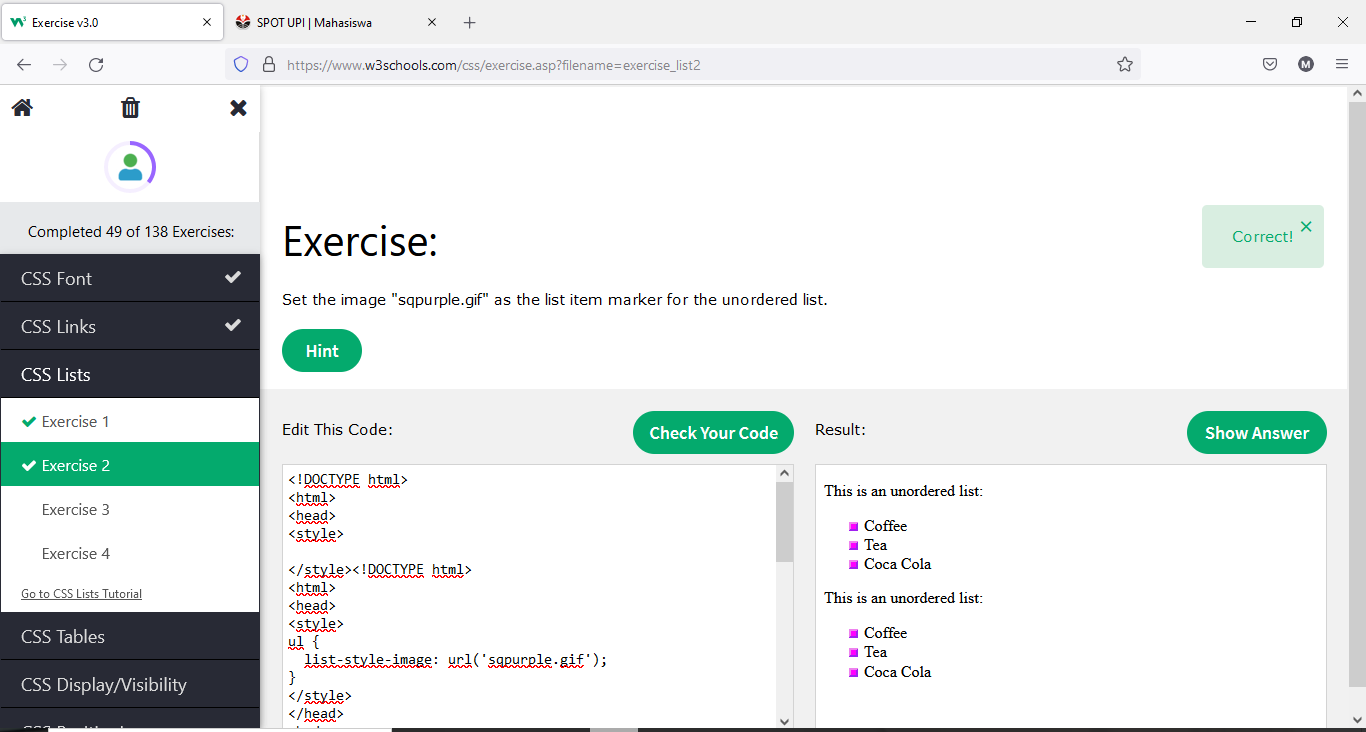 Exercise v3.0
SPOT UPI | Mahasiswa
https://www.w3schools.com/css/exercise.asp?filename=exercise_list2
M
Completed 49 of 138 Exercises:
CSS Font
CSS Links
CSS Lists
Exercise 1
Exercise 2
Exercise 3
Exercise 4
Go to CSS Lists Tutorial
CSS Tables
CSS Display/Visibility
Exercise:
Correct!
Set the image "sqpurple.gif" as the list item marker for the unordered list.
Hint
Edit This Code:
Check Your Code
<!DOCTYPE html>
<html>
<head>
<style>
</style><!DOCTYPE html>
<html>
<head>
<style>
ul {
list-style-image: url('sqpurple.gif');
}
</style>
</head>
Result:
Show Answer
This is an unordered list:
Coffee
Tea
Coca Cola
This is an unordered list:
Coffee
Tea
Coca Cola